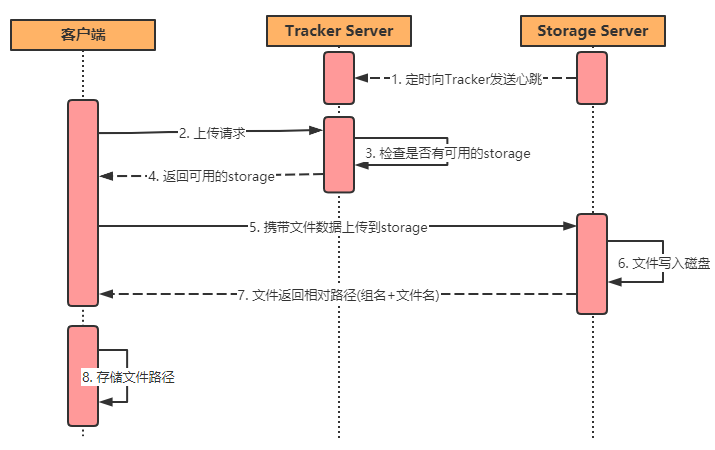 客户端
Tracker Server
Storage Server
1. 定时向Tracker发送心跳
2. 上传请求
3. 检查是否有可用的storage
4. 返回可用的storage
5. 携带文件数据上传到storage
6. 文件写入磁盘
7. 文件返回相对路径(组名+文件名)
8. 存储文件路径